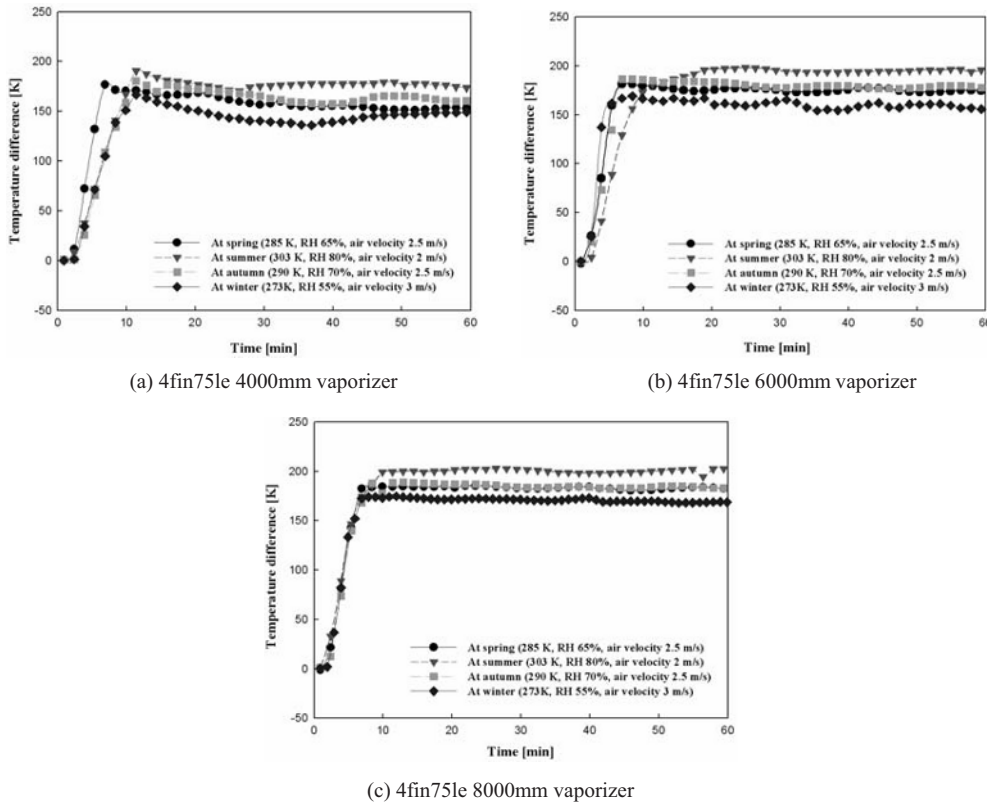 250
200
150
100
50
0
-50
Temperature difference [K]
At spring (285 K, RH 65%, air velocity 2.5 m/s)
At summer (303 K, RH 80%, air velocity 2 m/s)
At autumn (290 K, RH 70%, air velocity 2.5 m/s)
At winter (273K, RH 55%, air velocity 3 m/s)
0 10 20 30 40 50 60
Time [min]
(a) 4fin75le 4000mm vaporizer
250
200
150
100
50
0
-50
Temperature difference [K]
At spring (285 K, RH 65%, air velocity 2.5 m/s)
At summer (303 K, RH 80%, air velocity 2 m/s)
At autumn (290 K, RH 70%, air velocity 2.5 m/s)
At winter (273K, RH 55%, air velocity 3 m/s)
0 10 20 30 40 50 60
Time [min]
(b) 4fin75le 6000mm vaporizer
250
200
150
100
50
0
-50
Temperature difference [K]
At spring (285 K, RH 65%, air velocity 2.5 m/s)
At summer (303 K, RH 80%, air velocity 2 m/s)
At autumn (290 K, RH 70%, air velocity 2.5 m/s)
At winter (273K, RH 55%, air velocity 3 m/s)
0 10 20 30 40 50 60
Time [min]
(c) 4fin75le 8000mm vaporizer